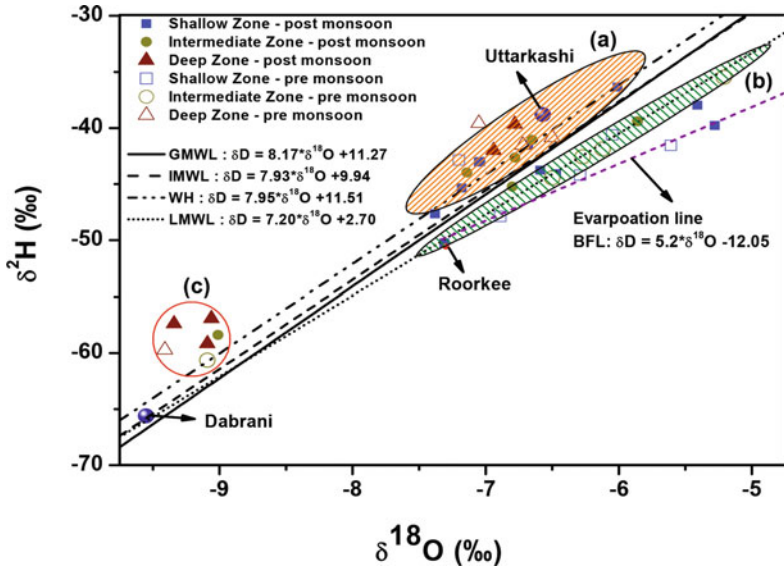 -30
-40
-50
-60
-70
δ²H (‰)
Shallow Zone - post monsoon
Intermediate Zone - post monsoon
Deep Zone - post monsoon
Shallow Zone - pre monsoon
Intermediate Zone - pre monsoon
Deep Zone - pre monsoon
GMWL : δD = 8.17*δ¹⁸O +11.27
IMWL : δD = 7.93*δ¹⁸O +9.94
WH : δD = 7.95*δ¹⁸O +11.51
LMWL : δD = 7.20*δ¹⁸O +2.70
(a)
Uttarkashi
(b)
Evarpoation line
BFL: δD = 5.2*δ¹⁸O -12.05
Roorkee
(c)
Dabrani
-9 -8 -7 -6 -5
δ¹⁸O (‰)